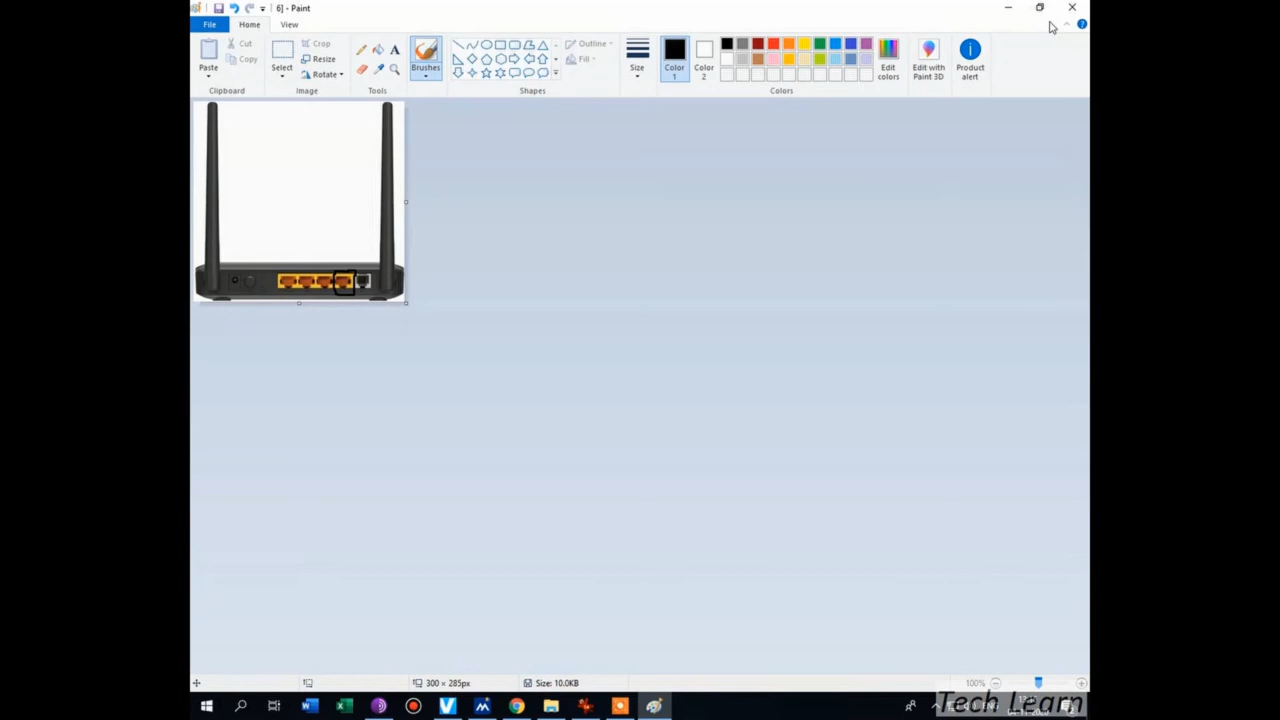 6] - Paint
File Home View
Paste
Cut
Copy
Clipboard
Select
Crop
Resize
Rotate
Image
Tools
Brushes
Shapes
Outline
Fill
Size
Color
1
Color
2
Colors
Edit
colors
Edit with
Paint 3D
Product
alert
300 × 285px
Size: 10.0KB
100%
ENG
Tech Learn